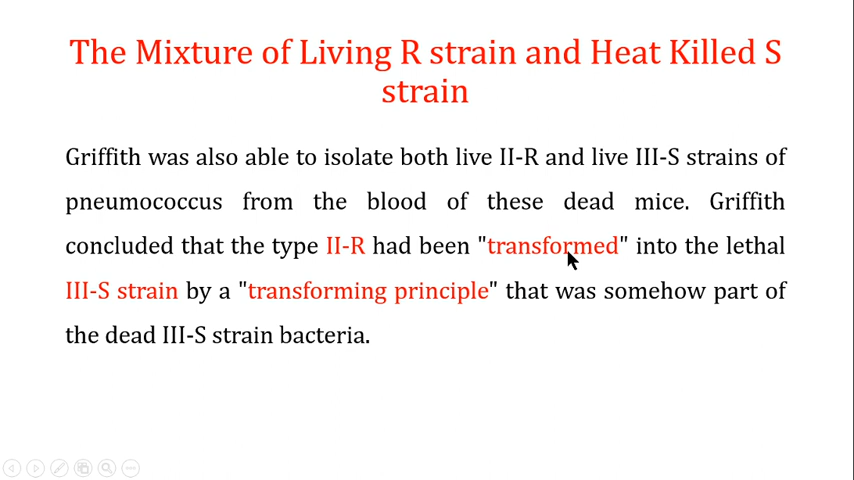 The Mixture of Living R strain and Heat Killed S
strain
Griffith was also able to isolate both live II-R and live III-S strains of
pneumococcus from the blood of these dead mice. Griffith
concluded that the type II-R had been "transformed" into the lethal
III-S strain by a "transforming principle" that was somehow part of
the dead III-S strain bacteria.